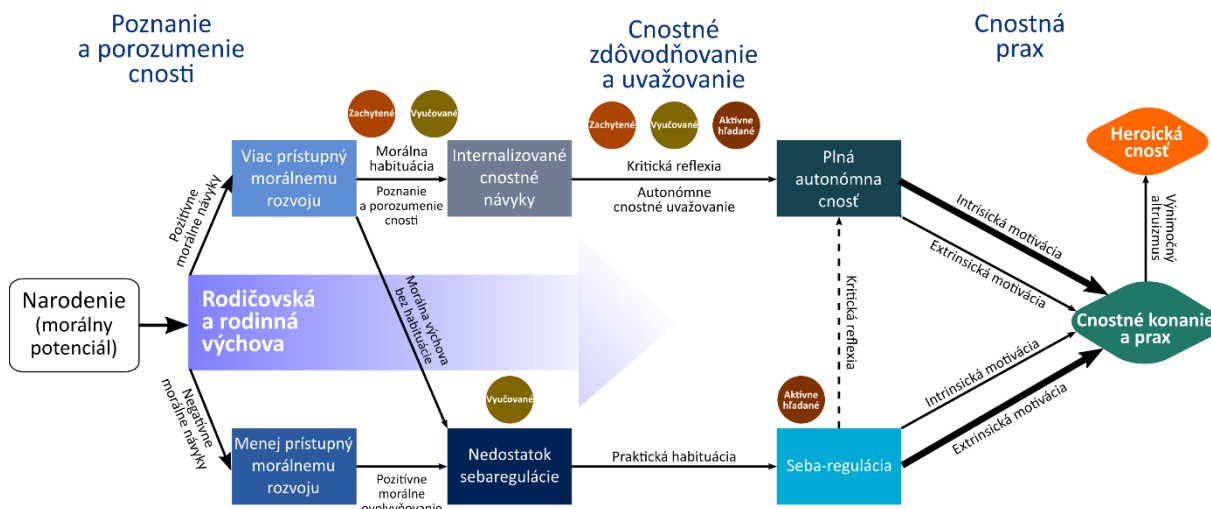 Poznanie
a porozumenie
cnosti
Cnostné
zdôvodňovanie
a uvažovanie
Cnostná
prax
Zachytené
Vyučované
Zachytené
Vyučované
Aktívne
hľadané
Heroická
cnosť
Viac prístupný
morálnemu
rozvoju
Morálna
habituácia
Poznanie
a porozumenie
cnosti
Internalizované
cnostné
návyky
Kritická reflexia
Autonómne
cnostné uvažovanie
Plná
autonómna
cnosť
Pozitívne
morálne návyky
Intrisická motivácia
Extrinsická motivácia
Výnimočný
altruizmus
Narodenie
(morálny
potenciál)
Rodičovská
a rodinná
výchova
Morálna výchova
bez habituácie
Kritická reflexia
Cnostné konanie
a prax
Negatívne
morálne návyky
Vyučované
Aktívne
hľadané
Intrinsická motivácia
Extrinsická motivácia
Menej prístupný
morálnemu
rozvoju
Pozitívne
morálne
ovplyvňovanie
Nedostatok
sebaregulácie
Praktická habituácia
Seba-regulácia